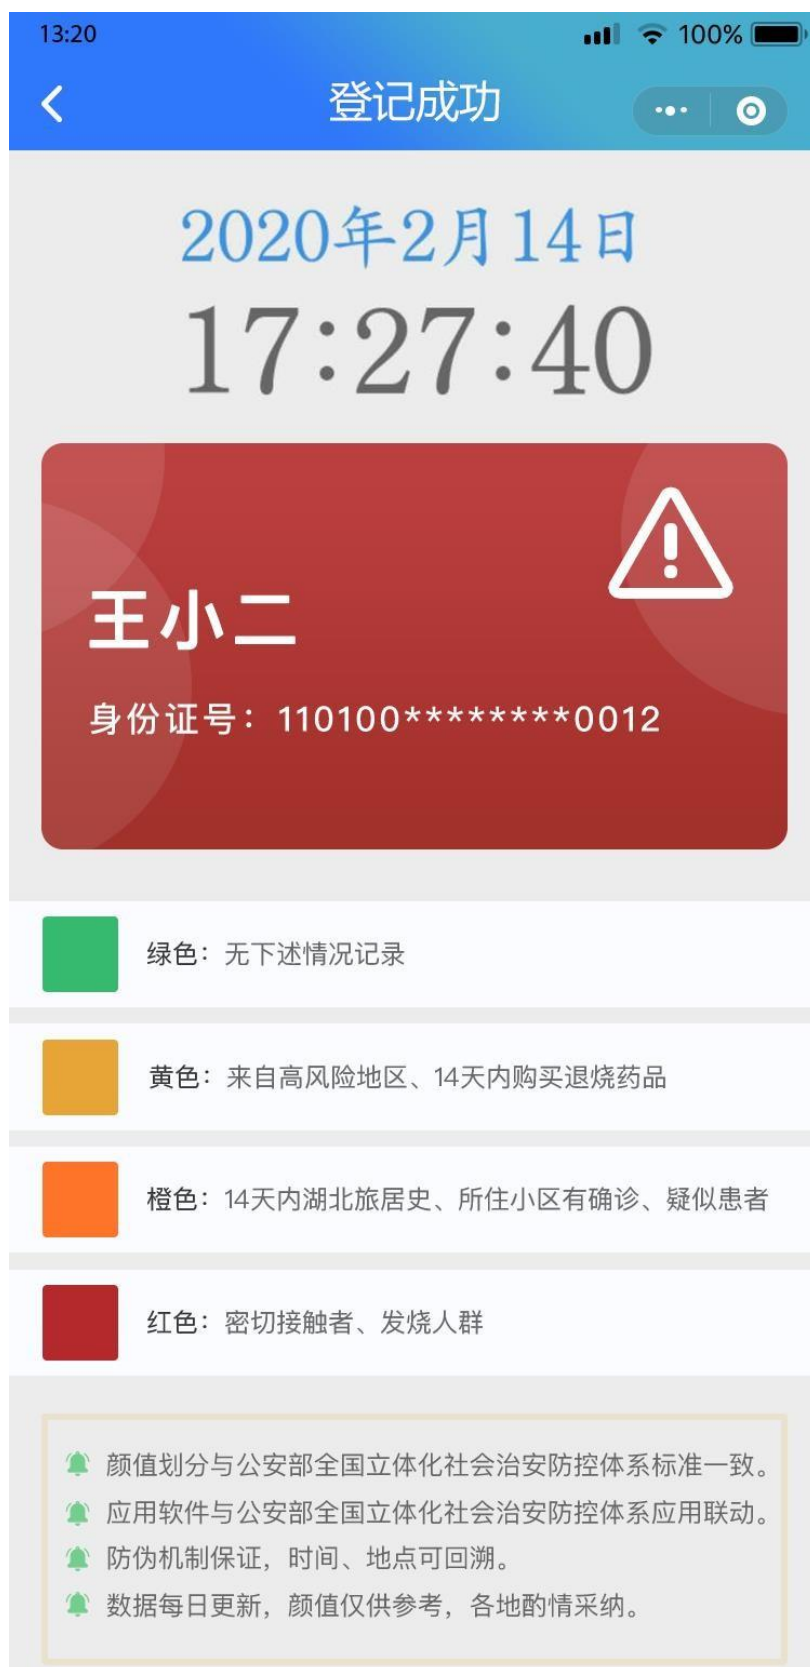 13:20
100%
登记成功
2020年2月14日
17:27:40
王小二
身份证号：110100********0012
绿色：无下述情况记录
黄色：来自高风险地区、14天内购买退烧药品
橙色：14天内湖北旅居史、所住小区有确诊、疑似患者
红色：密切接触者、发烧人群
颜值划分与公安部全国立体化社会治安防控体系标准一致。
应用软件与公安部全国立体化社会治安防控体系应用联动。
防伪机制保证，时间、地点可回溯。
数据每日更新，颜值仅供参考，各地酌情采纳。